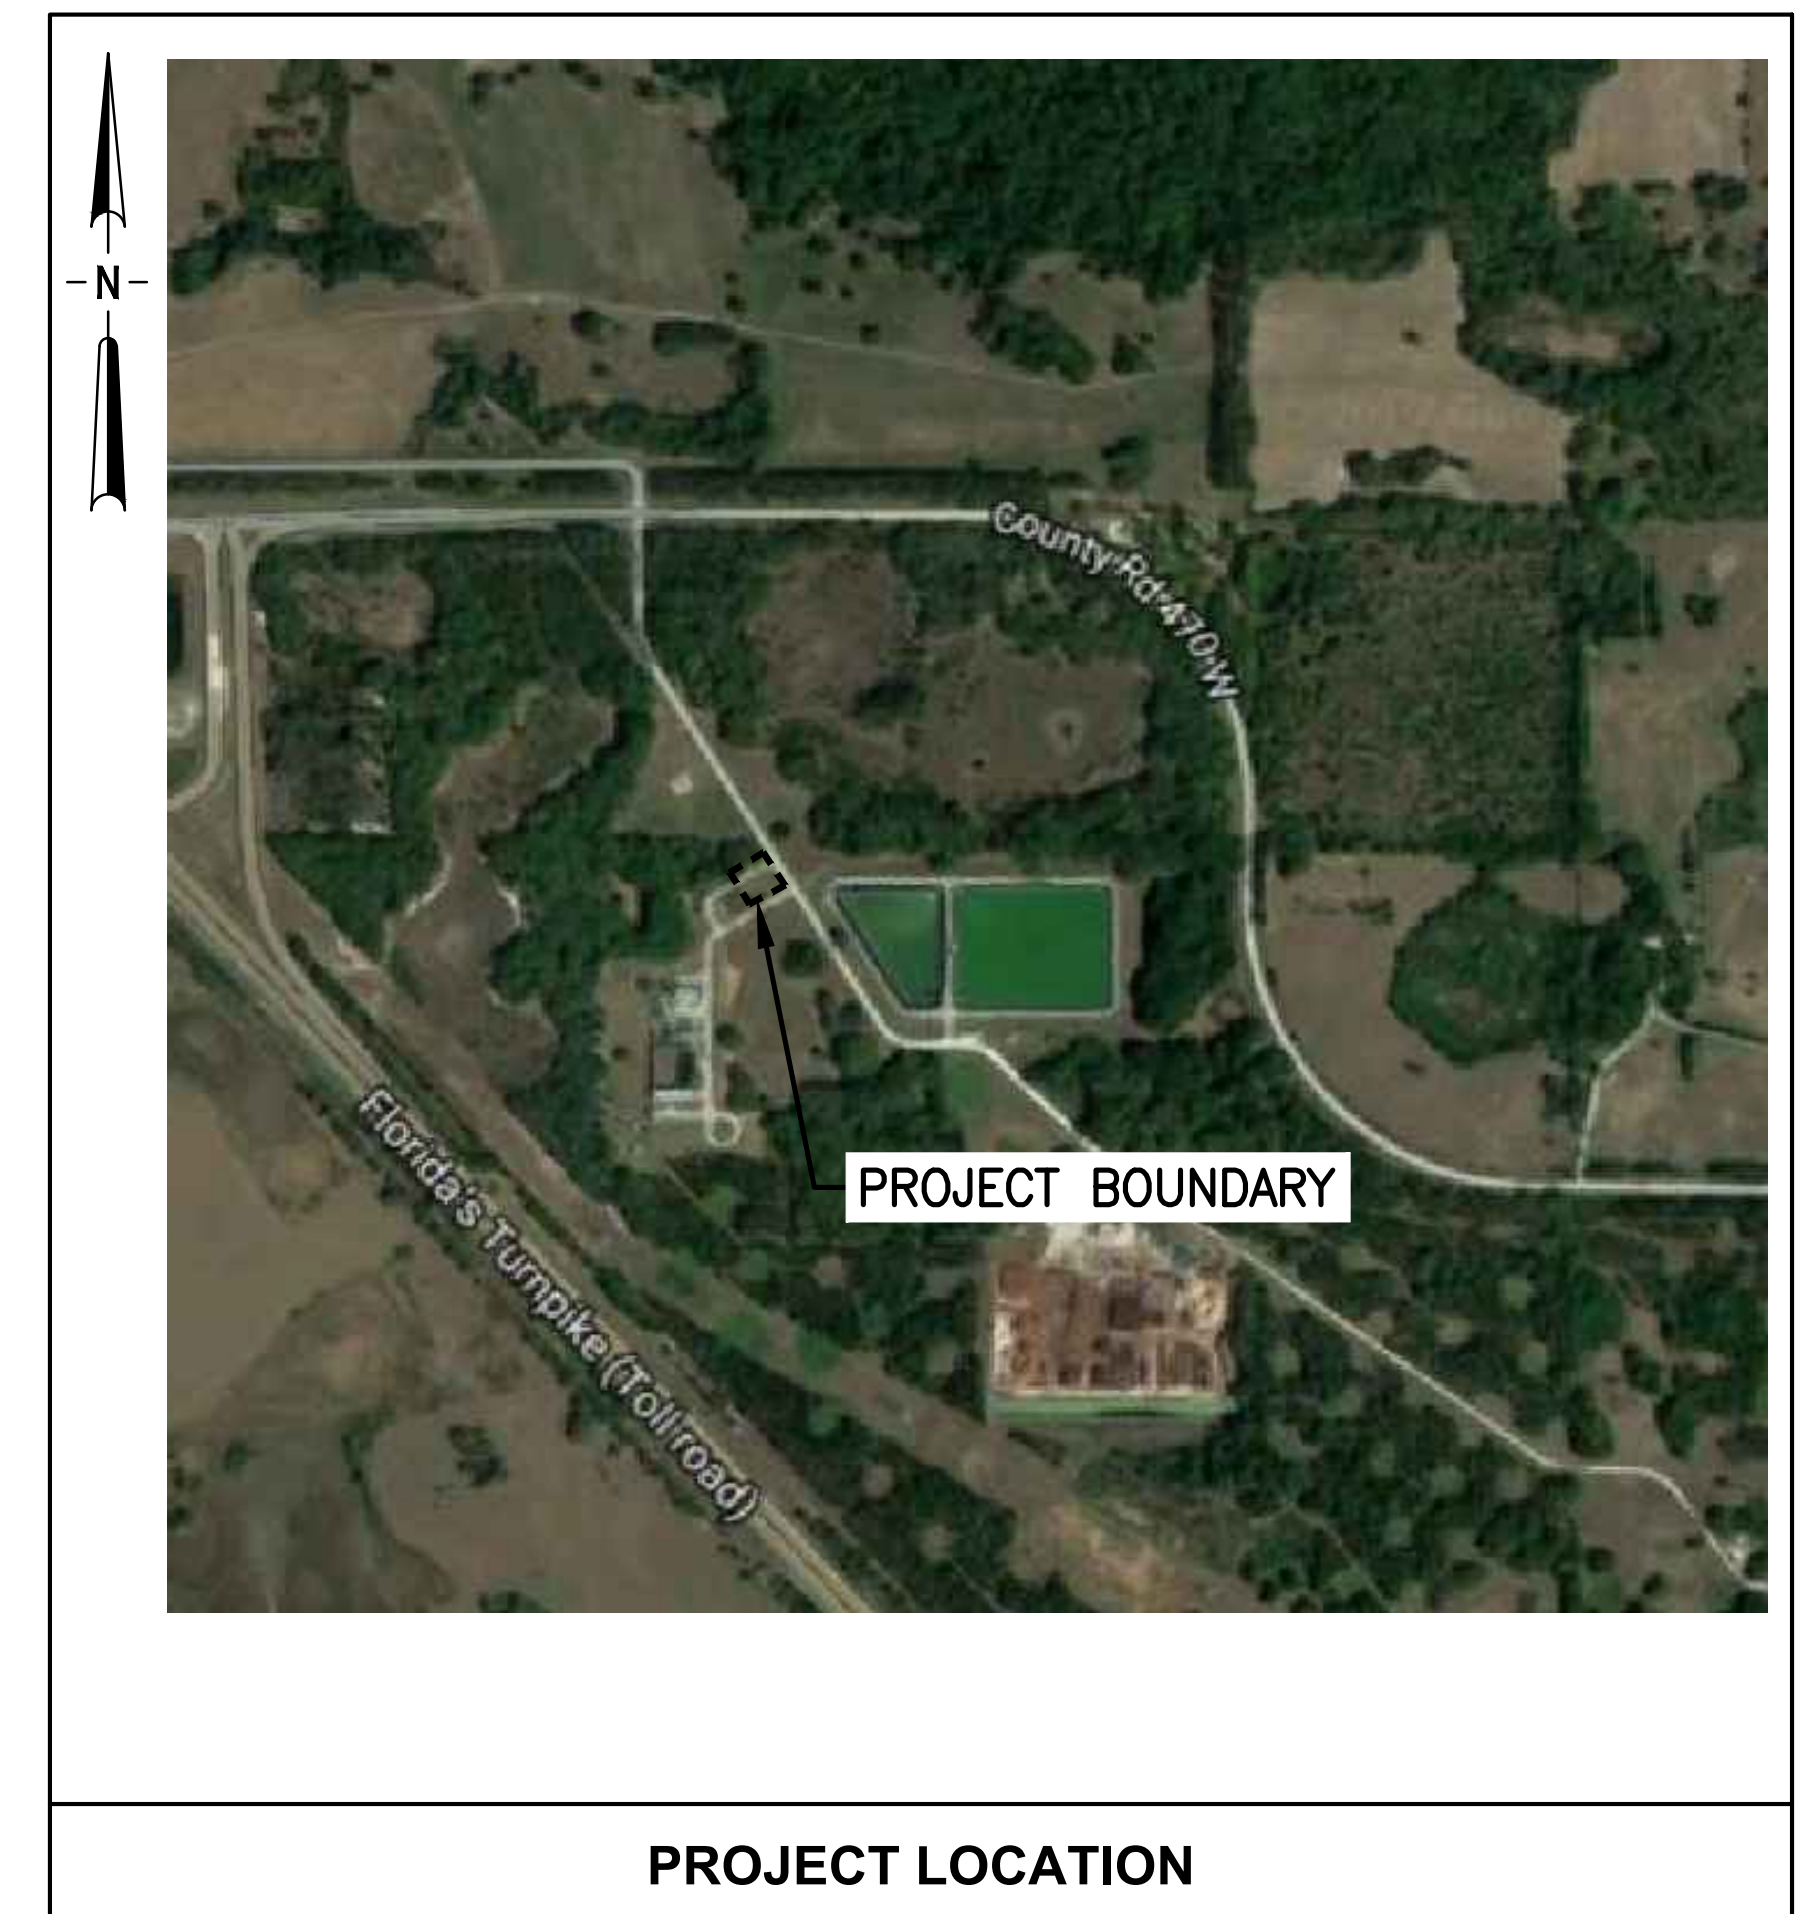 N
County Rd 470 W
Florida's Turnpike (Toll road)
PROJECT BOUNDARY
PROJECT LOCATION